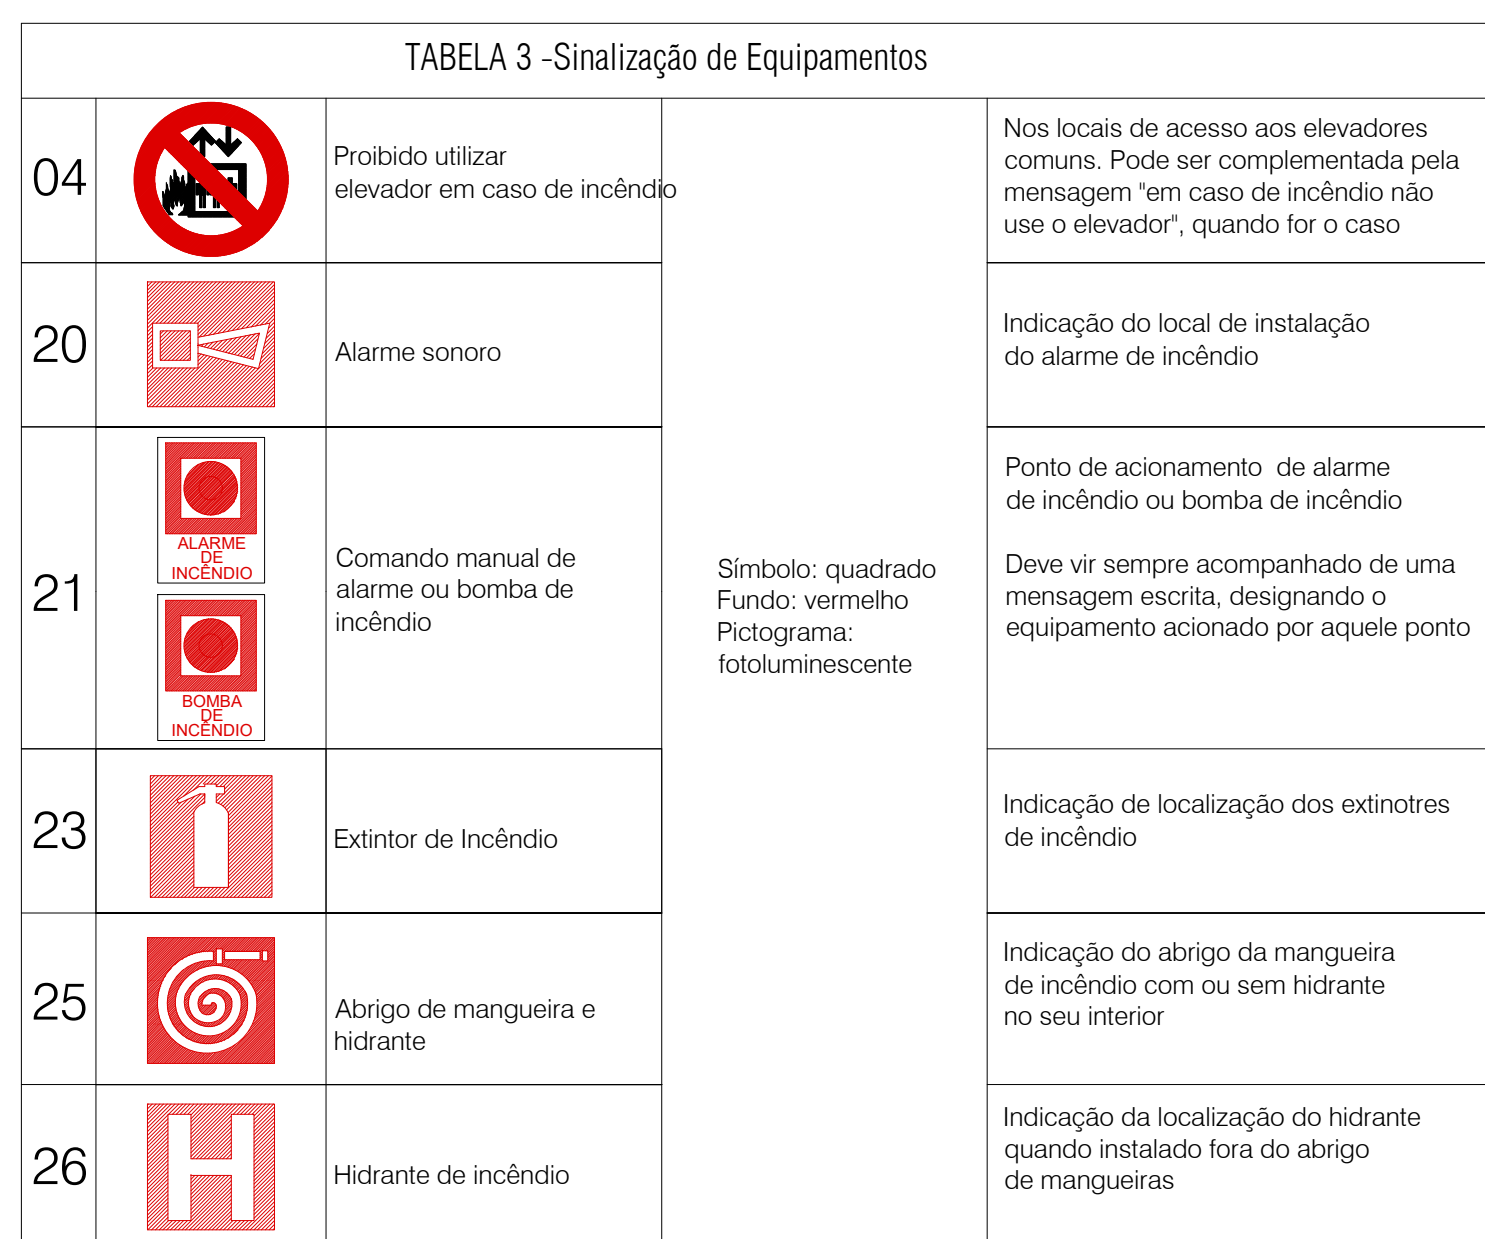 TABELA 3 -Sinalização de Equipamentos
04
Proibido utilizar
elevador em caso de incêndio
Nos locais de acesso aos elevadores
comuns. Pode ser complementada pela
mensagem "em caso de incêndio não
use o elevador", quando for o caso
20
Alarme sonoro
Indicação do local de instalação
do alarme de incêndio
21
ALARME
DE
INCÊNDIO
BOMBA
DE
INCÊNDIO
Comando manual de
alarme ou bomba de
incêndio
Símbolo: quadrado
Fundo: vermelho
Pictograma:
fotoluminescente
Ponto de acionamento de alarme
de incêndio ou bomba de incêndio
Deve vir sempre acompanhado de uma
mensagem escrita, designando o
equipamento acionado por aquele ponto
23
Extintor de Incêndio
Indicação de localização dos extinotres
de incêndio
25
Abrigo de mangueira e
hidrante
Indicação do abrigo da mangueira
de incêndio com ou sem hidrante
no seu interior
26
H
Hidrante de incêndio
Indicação da localização do hidrante
quando instalado fora do abrigo
de mangueiras